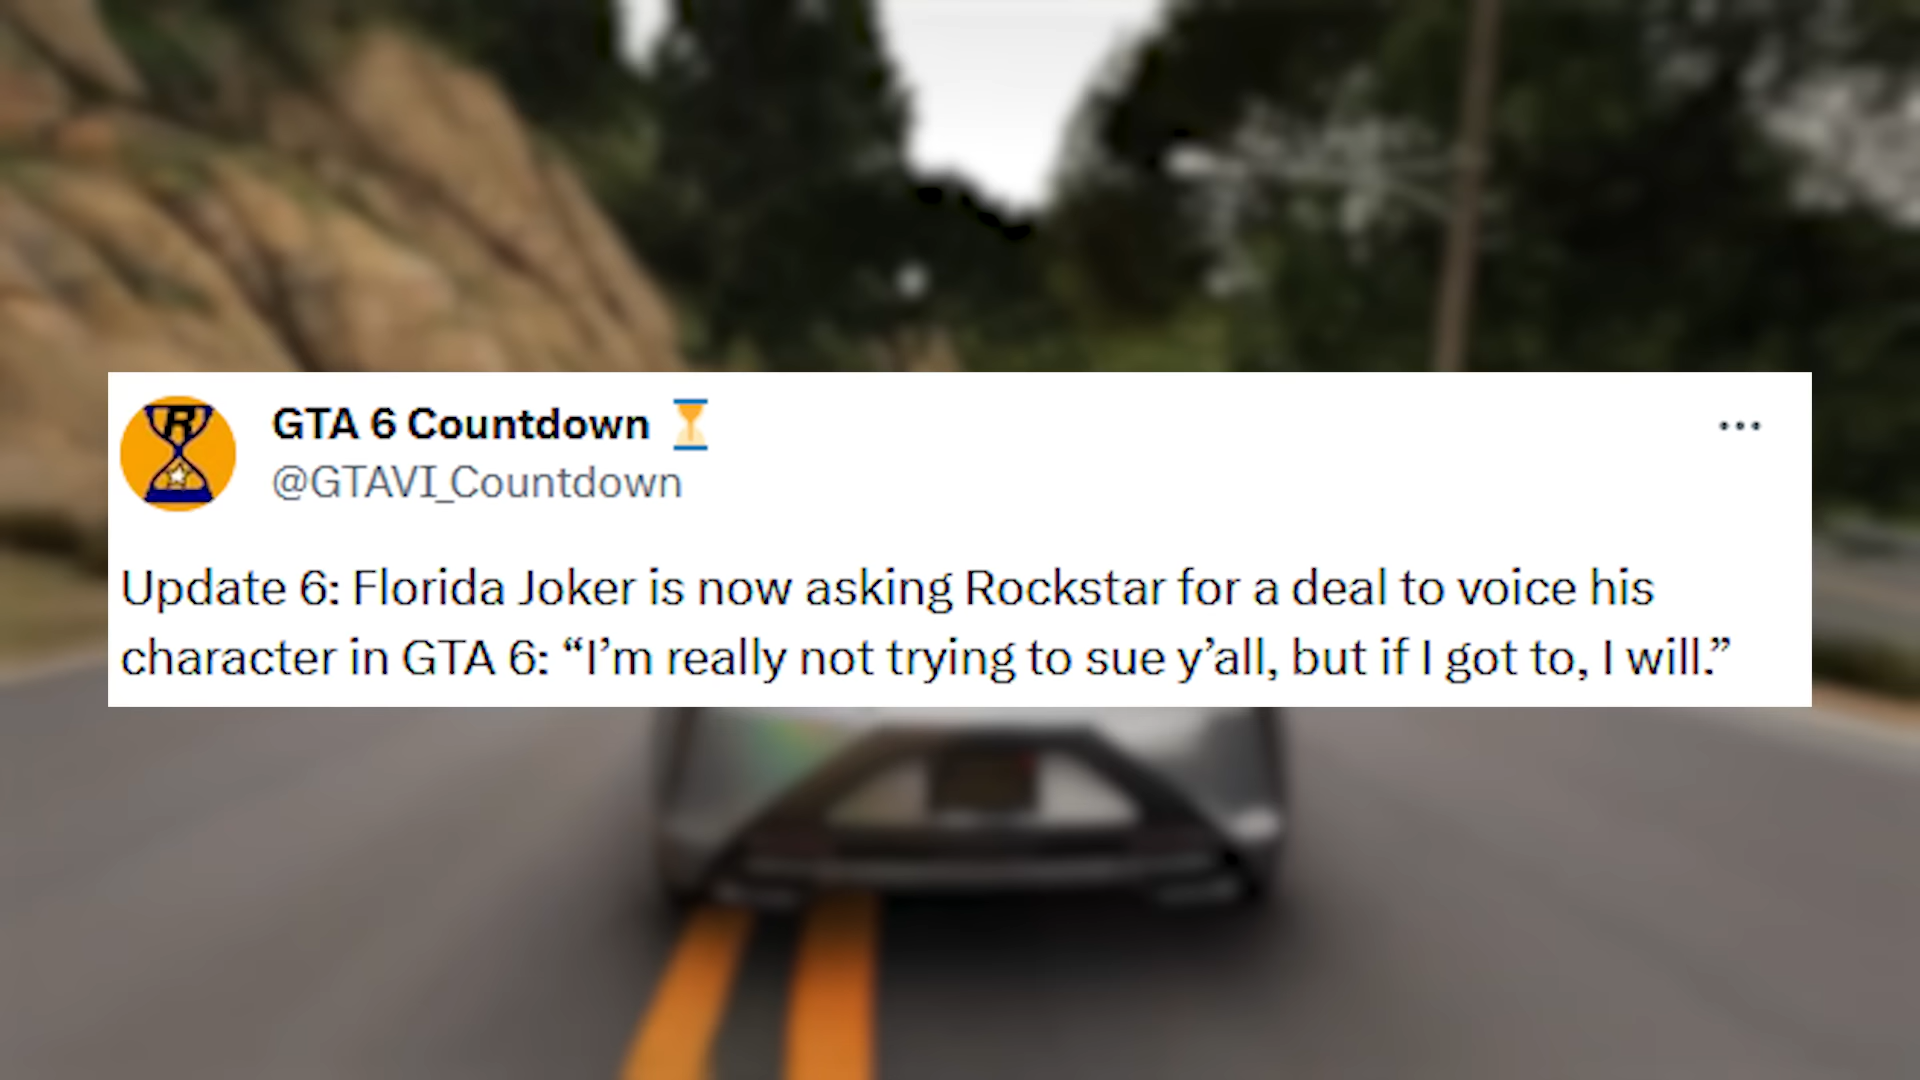 GTA 6 Countdown ⏳
@GTAVI_Countdown
Update 6: Florida Joker is now asking Rockstar for a deal to voice his
character in GTA 6: “I’m really not trying to sue y’all, but if I got to, I will.”